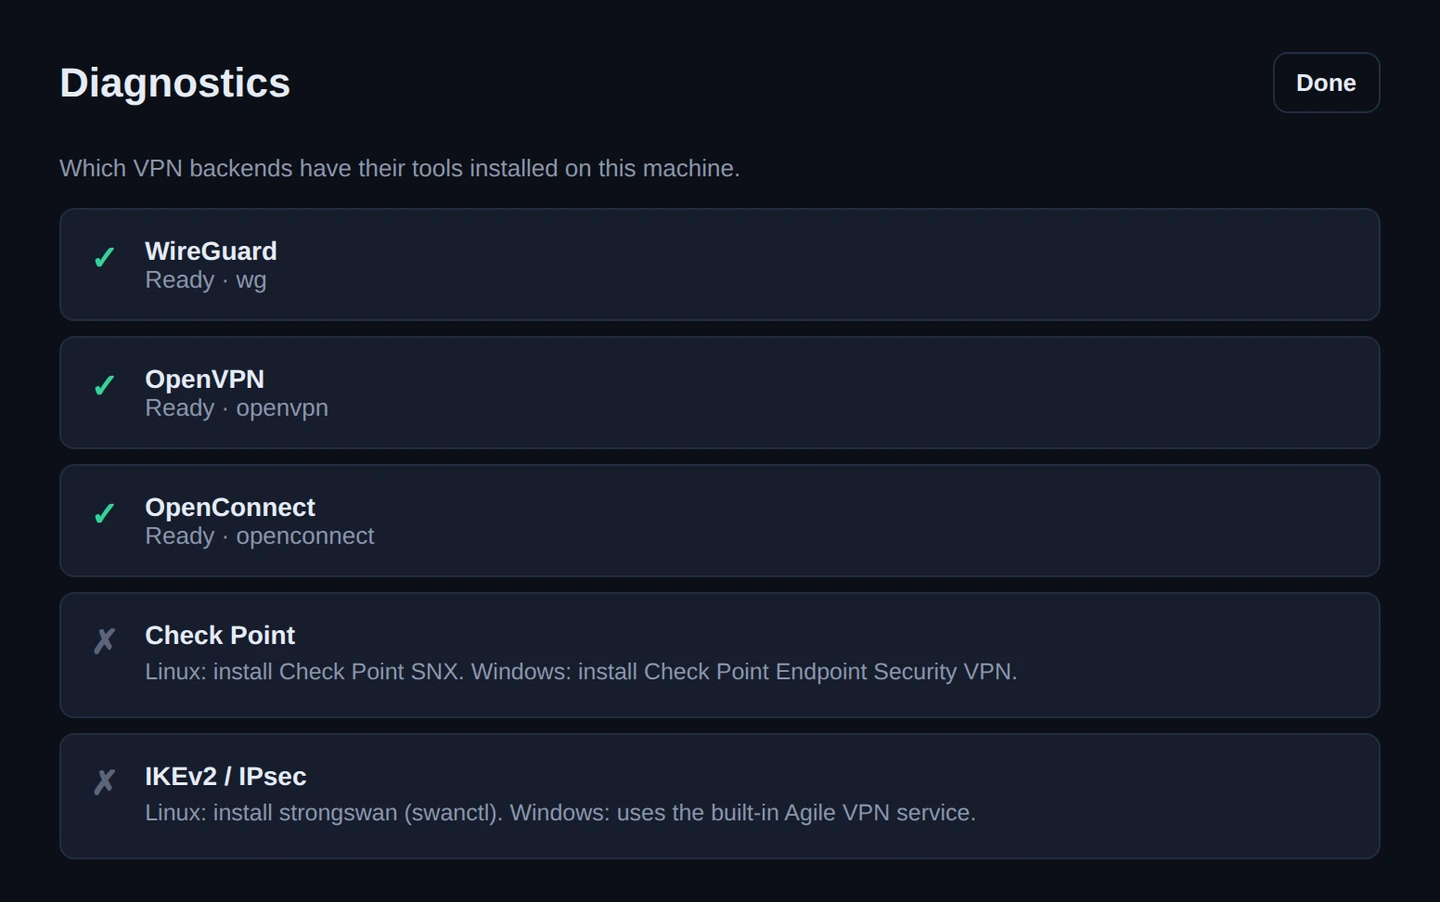 Diagnostics
Done
Which VPN backends have their tools installed on this machine.
✓ WireGuard
Ready · wg
✓ OpenVPN
Ready · openvpn
✓ OpenConnect
Ready · openconnect
✗ Check Point
Linux: install Check Point SNX. Windows: install Check Point Endpoint Security VPN.
✗ IKEv2 / IPsec
Linux: install strongswan (swanctl). Windows: uses the built-in Agile VPN service.